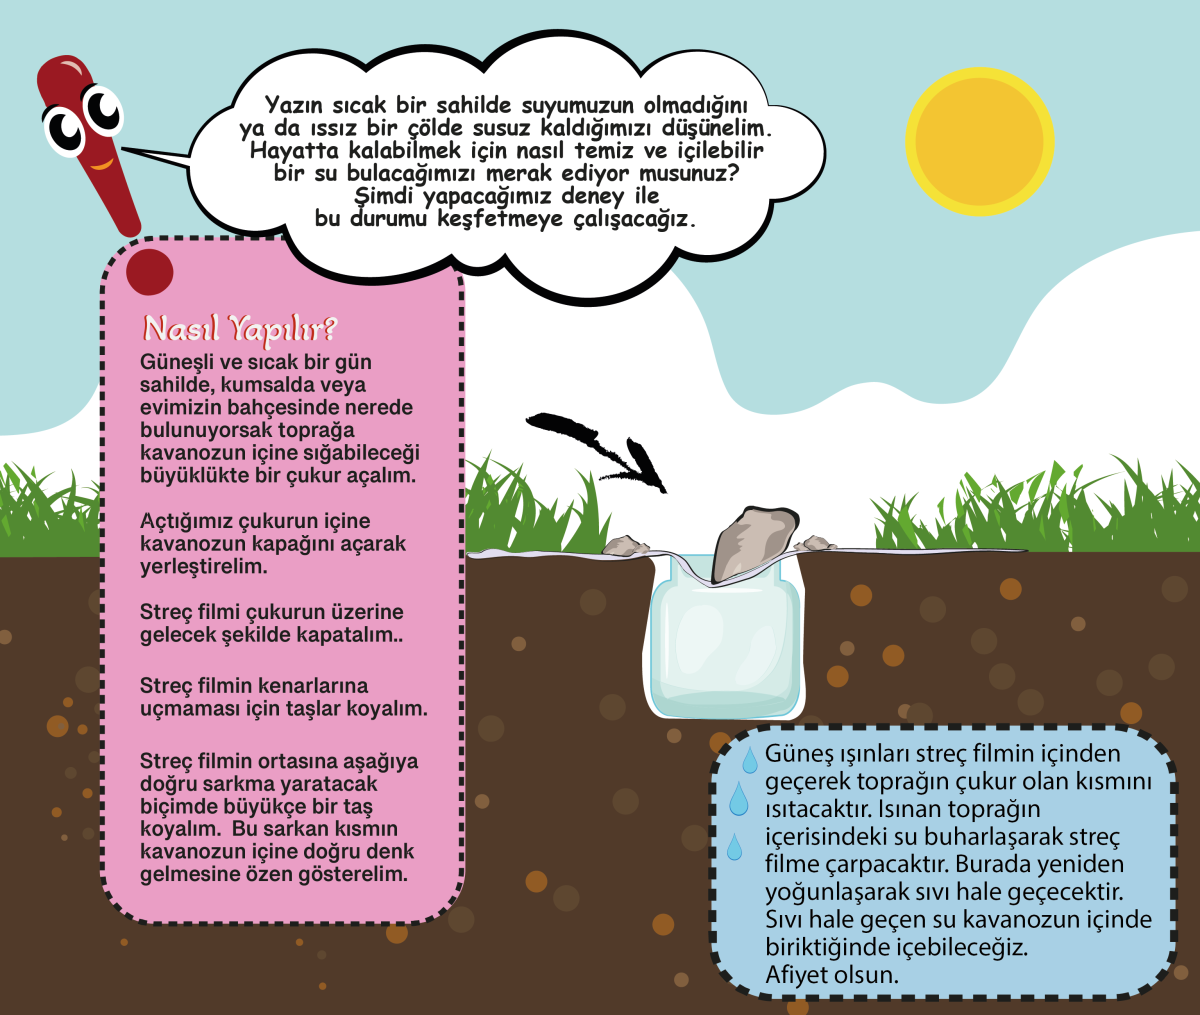 Yazın sıcak bir sahilde suyumuzun olmadığını
ya da ıssız bir çölde susuz kaldığımızı düşünelim.
Hayatta kalabilmek için nasıl temiz ve içilebilir
bir su bulacağımızı merak ediyor musunuz?
Şimdi yapacağımız deney ile
bu durumu keşfetmeye çalışacağız.
Nasıl Yapılır?
Güneşli ve sıcak bir gün
sahilde, kumsalda veya
evimizin bahçesinde nerede
bulunuyorsak toprağa
kavanozun içine sığabileceği
büyüklükte bir çukur açalım.
Açtığımız çukurun içine
kavanozun kapağını açarak
yerleştirelim.
Streç filmi çukurun üzerine
gelecek şekilde kapatalım..
Streç filmin kenarlarına
uçmaması için taşlar koyalım.
Streç filmin ortasına aşağıya
doğru sarkma yaratacak
biçimde büyükçe bir taş
koyalım. Bu sarkan kısmın
kavanozun içine doğru denk
gelmesine özen gösterelim.
Güneş ışınları streç filmin içinden
geçerek toprağın çukur olan kısmını
ısıtacaktır. Isınan toprağın
içerisindeki su buharlaşarak streç
filme çarpacaktır. Burada yeniden
yoğunlaşarak sıvı hale geçecektir.
Sıvı hale geçen su kavanozun içinde
biriktiğinde içebileceğiz.
Afiyet olsun.